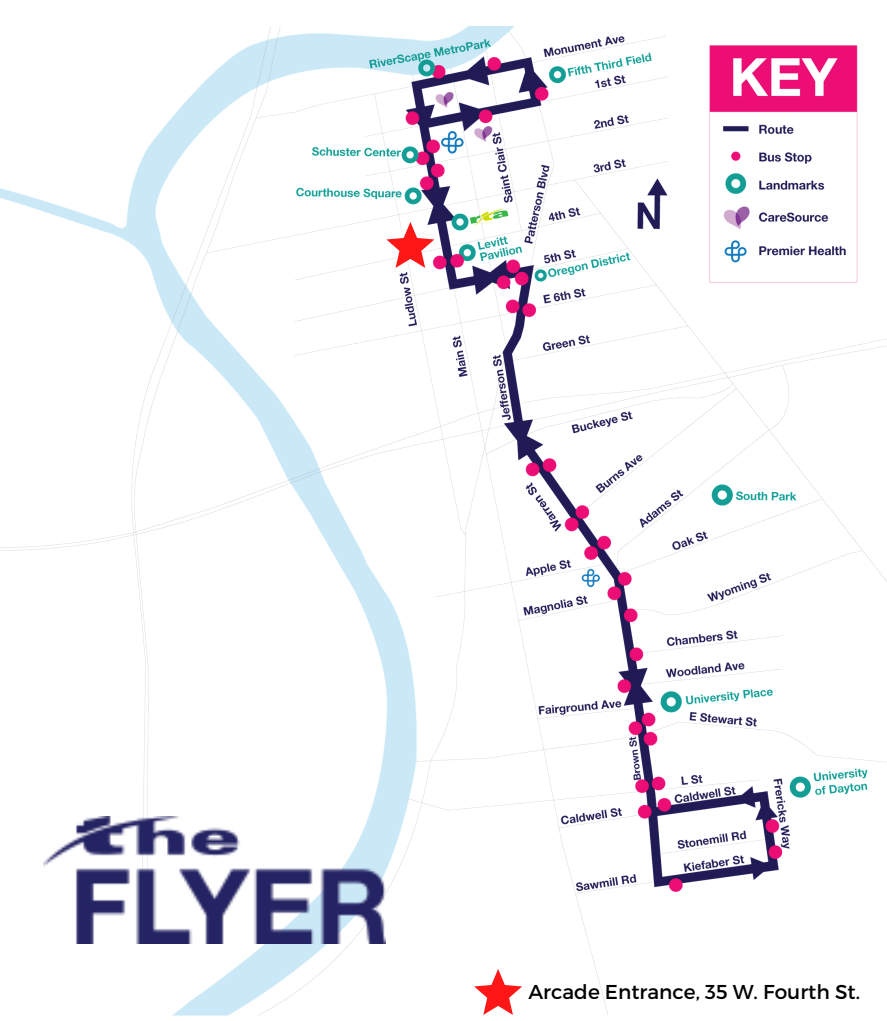 RiverScape MetroPark
Monument Ave
Fifth Third Field
1st St
2nd St
3rd St
Saint Clair St
Schuster Center
Courthouse Square
Patterson Blvd
4th St
Levitt
Pavilion
5th St
Oregon District
E 6th St
Ludlow St
Main St
Green St
Jefferson St
Buckeye St
Burns Ave
Warren St
Adams St
South Park
Oak St
Apple St
Magnolia St
Wyoming St
Chambers St
Woodland Ave
Fairground Ave
University Place
E Stewart St
Brown St
L St
Caldwell St
Caldwell St
Frericks Way
University
of Dayton
Stonemill Rd
Kiefaber St
Sawmill Rd
N
KEY
Route
Bus Stop
Landmarks
CareSource
Premier Health
the
FLYER
Arcade Entrance, 35 W. Fourth St.